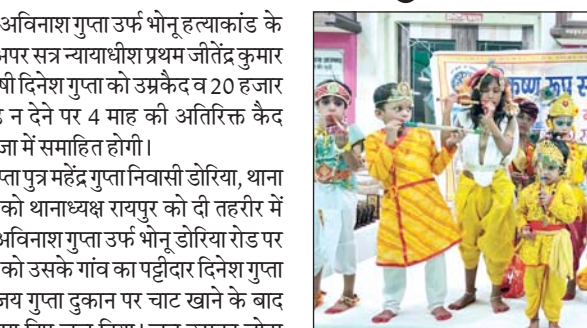 अविनाश गुप्ता उर्फ भोनू हत्याकांड के
अपर सत्र न्यायाधीश प्रथम जीतेंद्र कुमार
षी दिनेश गुप्ता को उम्रकैद व 20 हजार
न देने पर 4 माह की अतिरिक्त कैद
जा में समाहित होगी।
प्ता पुत्र महेंद्र गुप्ता निवासी डोरिया, थाना
को थानाध्यक्ष रायपुर को दी तहरीर में
अविनाश गुप्ता उर्फ भोनू डोरिया रोड पर
को उसके गांव का पट्टीदार दिनेश गुप्ता
जय गुप्ता दुकान पर चाट खाने के बाद
कृष्ण रूप स